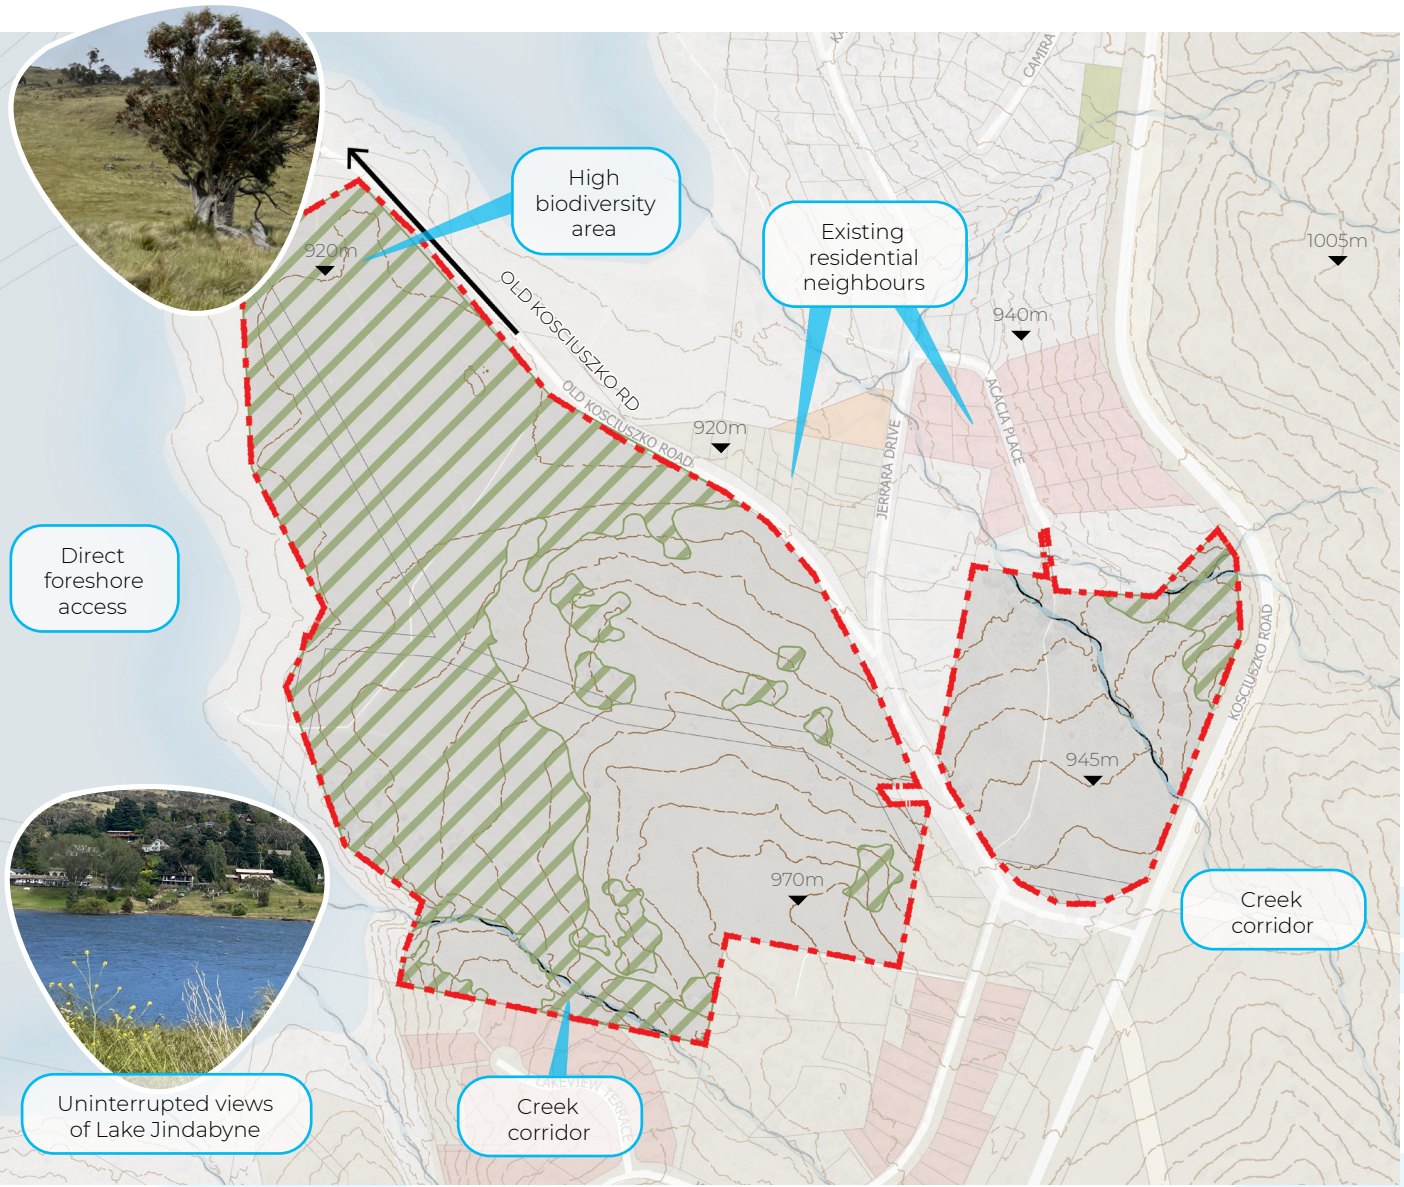 KA
CAMIRA
High
biodiversity
area
Existing
residential
neighbours
920m
1005m
OLD KOSCIUSZKO RD
940m
OLD KOSCIUSZKO ROAD
920m
ACACIA PLACE
JERRARA DRIVE
Direct
foreshore
access
KOSCIUSZKO ROAD
945m
970m
Creek
corridor
Uninterrupted views
of Lake Jindabyne
LAKEVIEW TERRACE
Creek
corridor